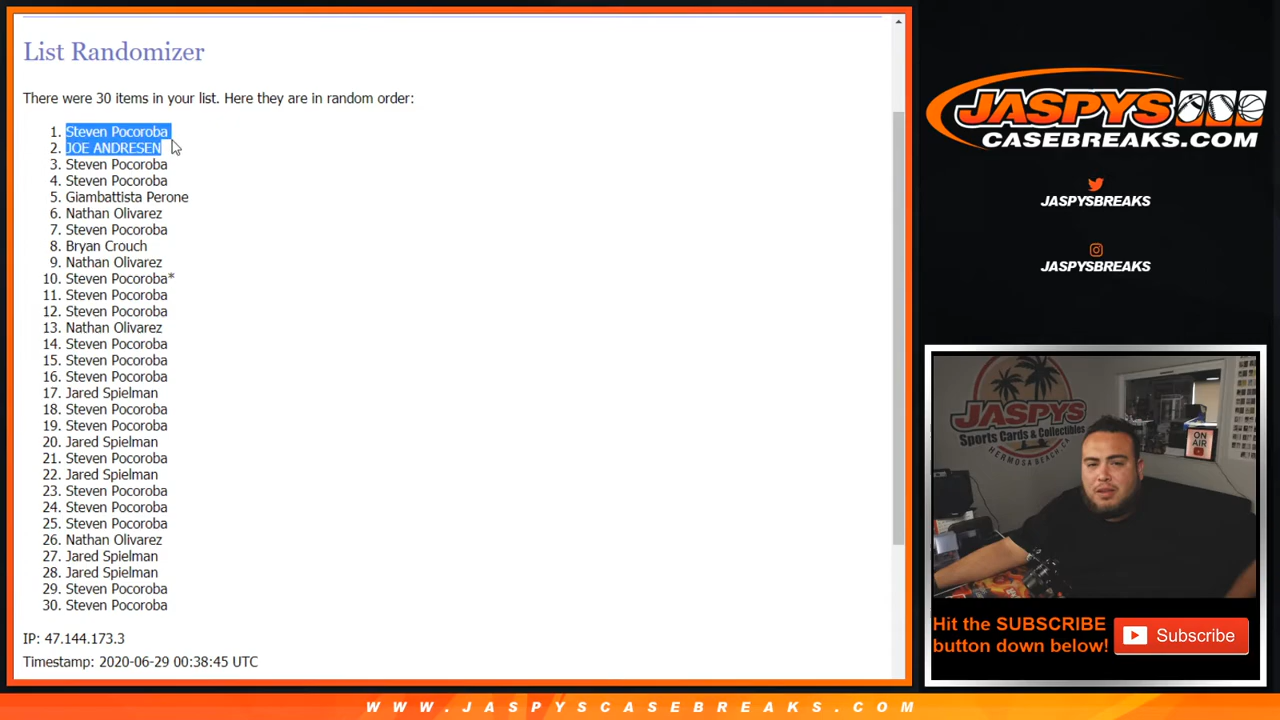 List Randomizer
There were 30 items in your list. Here they are in random order:
1. Steven Pocoroba
2. JOE ANDRESEN
3. Steven Pocoroba
4. Steven Pocoroba
5. Giambattista Perone
6. Nathan Olivarez
7. Steven Pocoroba
8. Bryan Crouch
9. Nathan Olivarez
10. Steven Pocoroba*
11. Steven Pocoroba
12. Steven Pocoroba
13. Nathan Olivarez
14. Steven Pocoroba
15. Steven Pocoroba
16. Steven Pocoroba
17. Jared Spielman
18. Steven Pocoroba
19. Steven Pocoroba
20. Jared Spielman
21. Steven Pocoroba
22. Jared Spielman
23. Steven Pocoroba
24. Steven Pocoroba
25. Steven Pocoroba
26. Nathan Olivarez
27. Jared Spielman
28. Jared Spielman
29. Steven Pocoroba
30. Steven Pocoroba
IP: 47.144.173.3
Timestamp: 2020-06-29 00:38:45 UTC
JASPYS
CASEBREAKS.COM
JASPYSBREAKS
JASPYSBREAKS
JASPYS
Sports Cards & Collectibles
HERMOSA BEACH, CA
ON
AIR
Hit the SUBSCRIBE
button down below!
Subscribe
WWW.JASPYSCASEBREAKS.COM